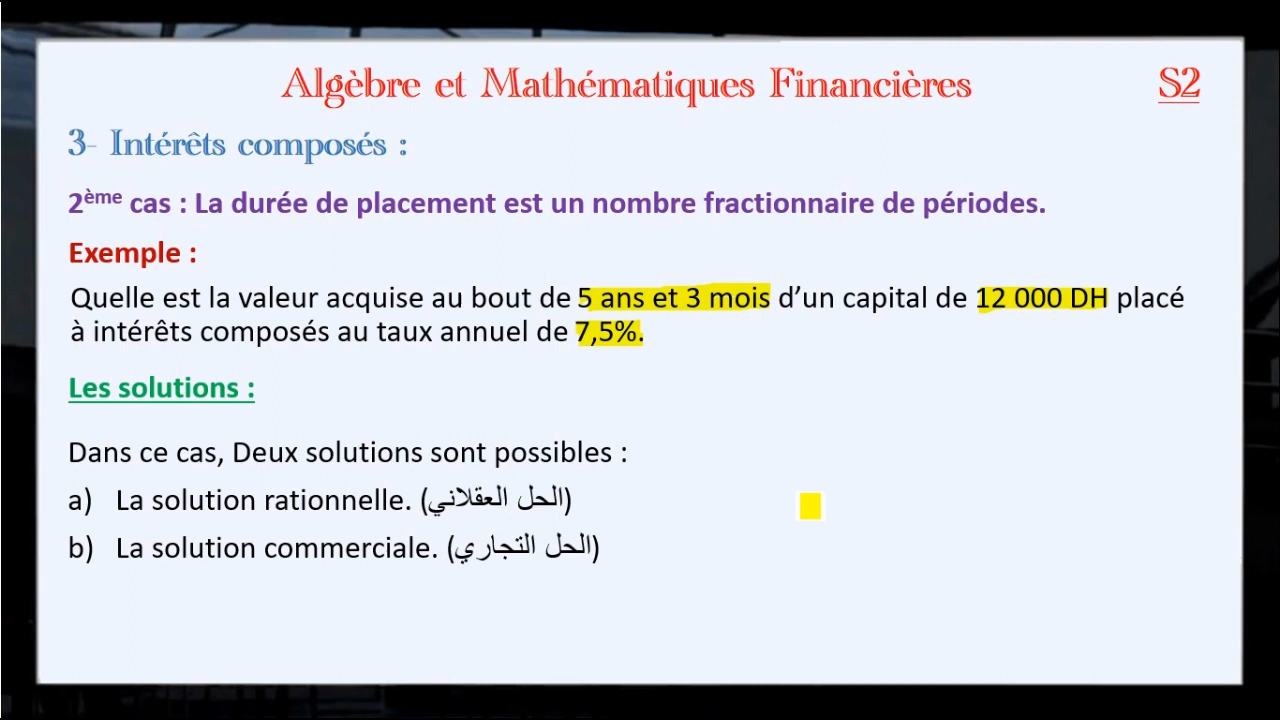 Algèbre et Mathématiques Financières
S2
3- Intérêts composés :
2ème cas : La durée de placement est un nombre fractionnaire de périodes.
Exemple :
Quelle est la valeur acquise au bout de 5 ans et 3 mois d’un capital de 12 000 DH placé
à intérêts composés au taux annuel de 7,5%.
Les solutions :
Dans ce cas, Deux solutions sont possibles :
a) La solution rationnelle. (الحل العقلاني)
b) La solution commerciale. (الحل التجاري)